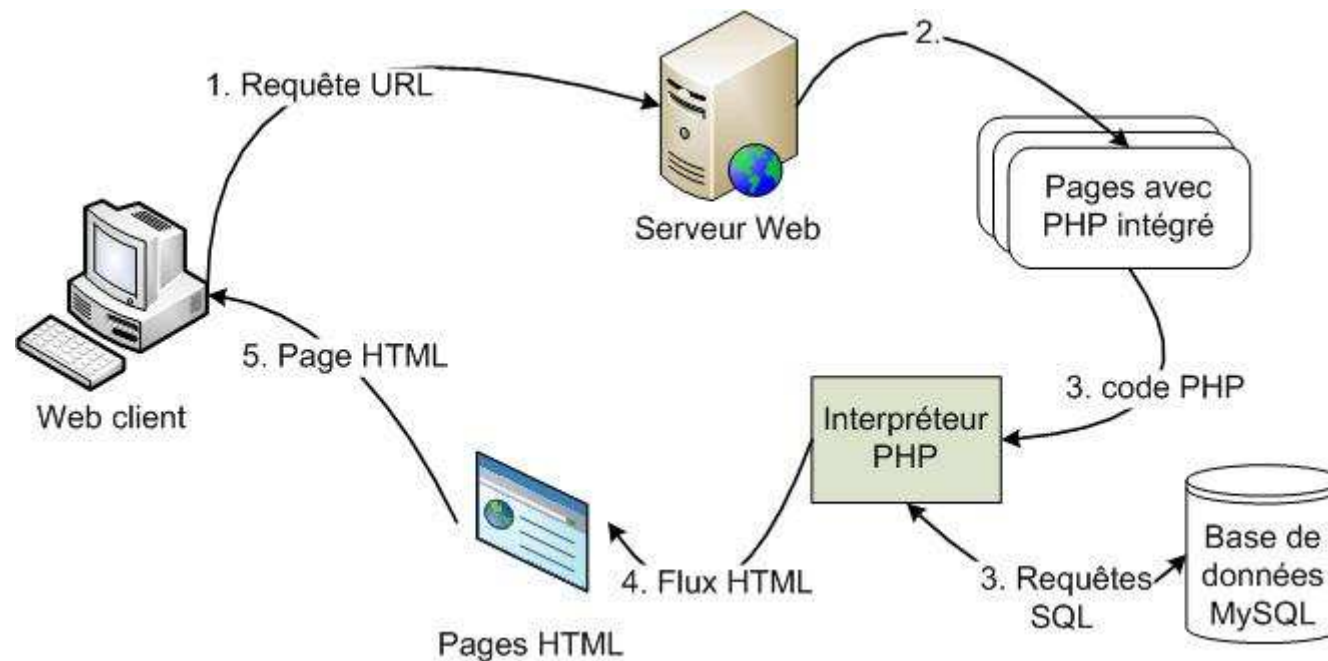 1. Requête URL
2.
Serveur Web
Pages avec
PHP intégré
3. code PHP
Interpréteur
PHP
3. Requêtes
SQL
Base de
données
MySQL
4. Flux HTML
Pages HTML
5. Page HTML
Web client